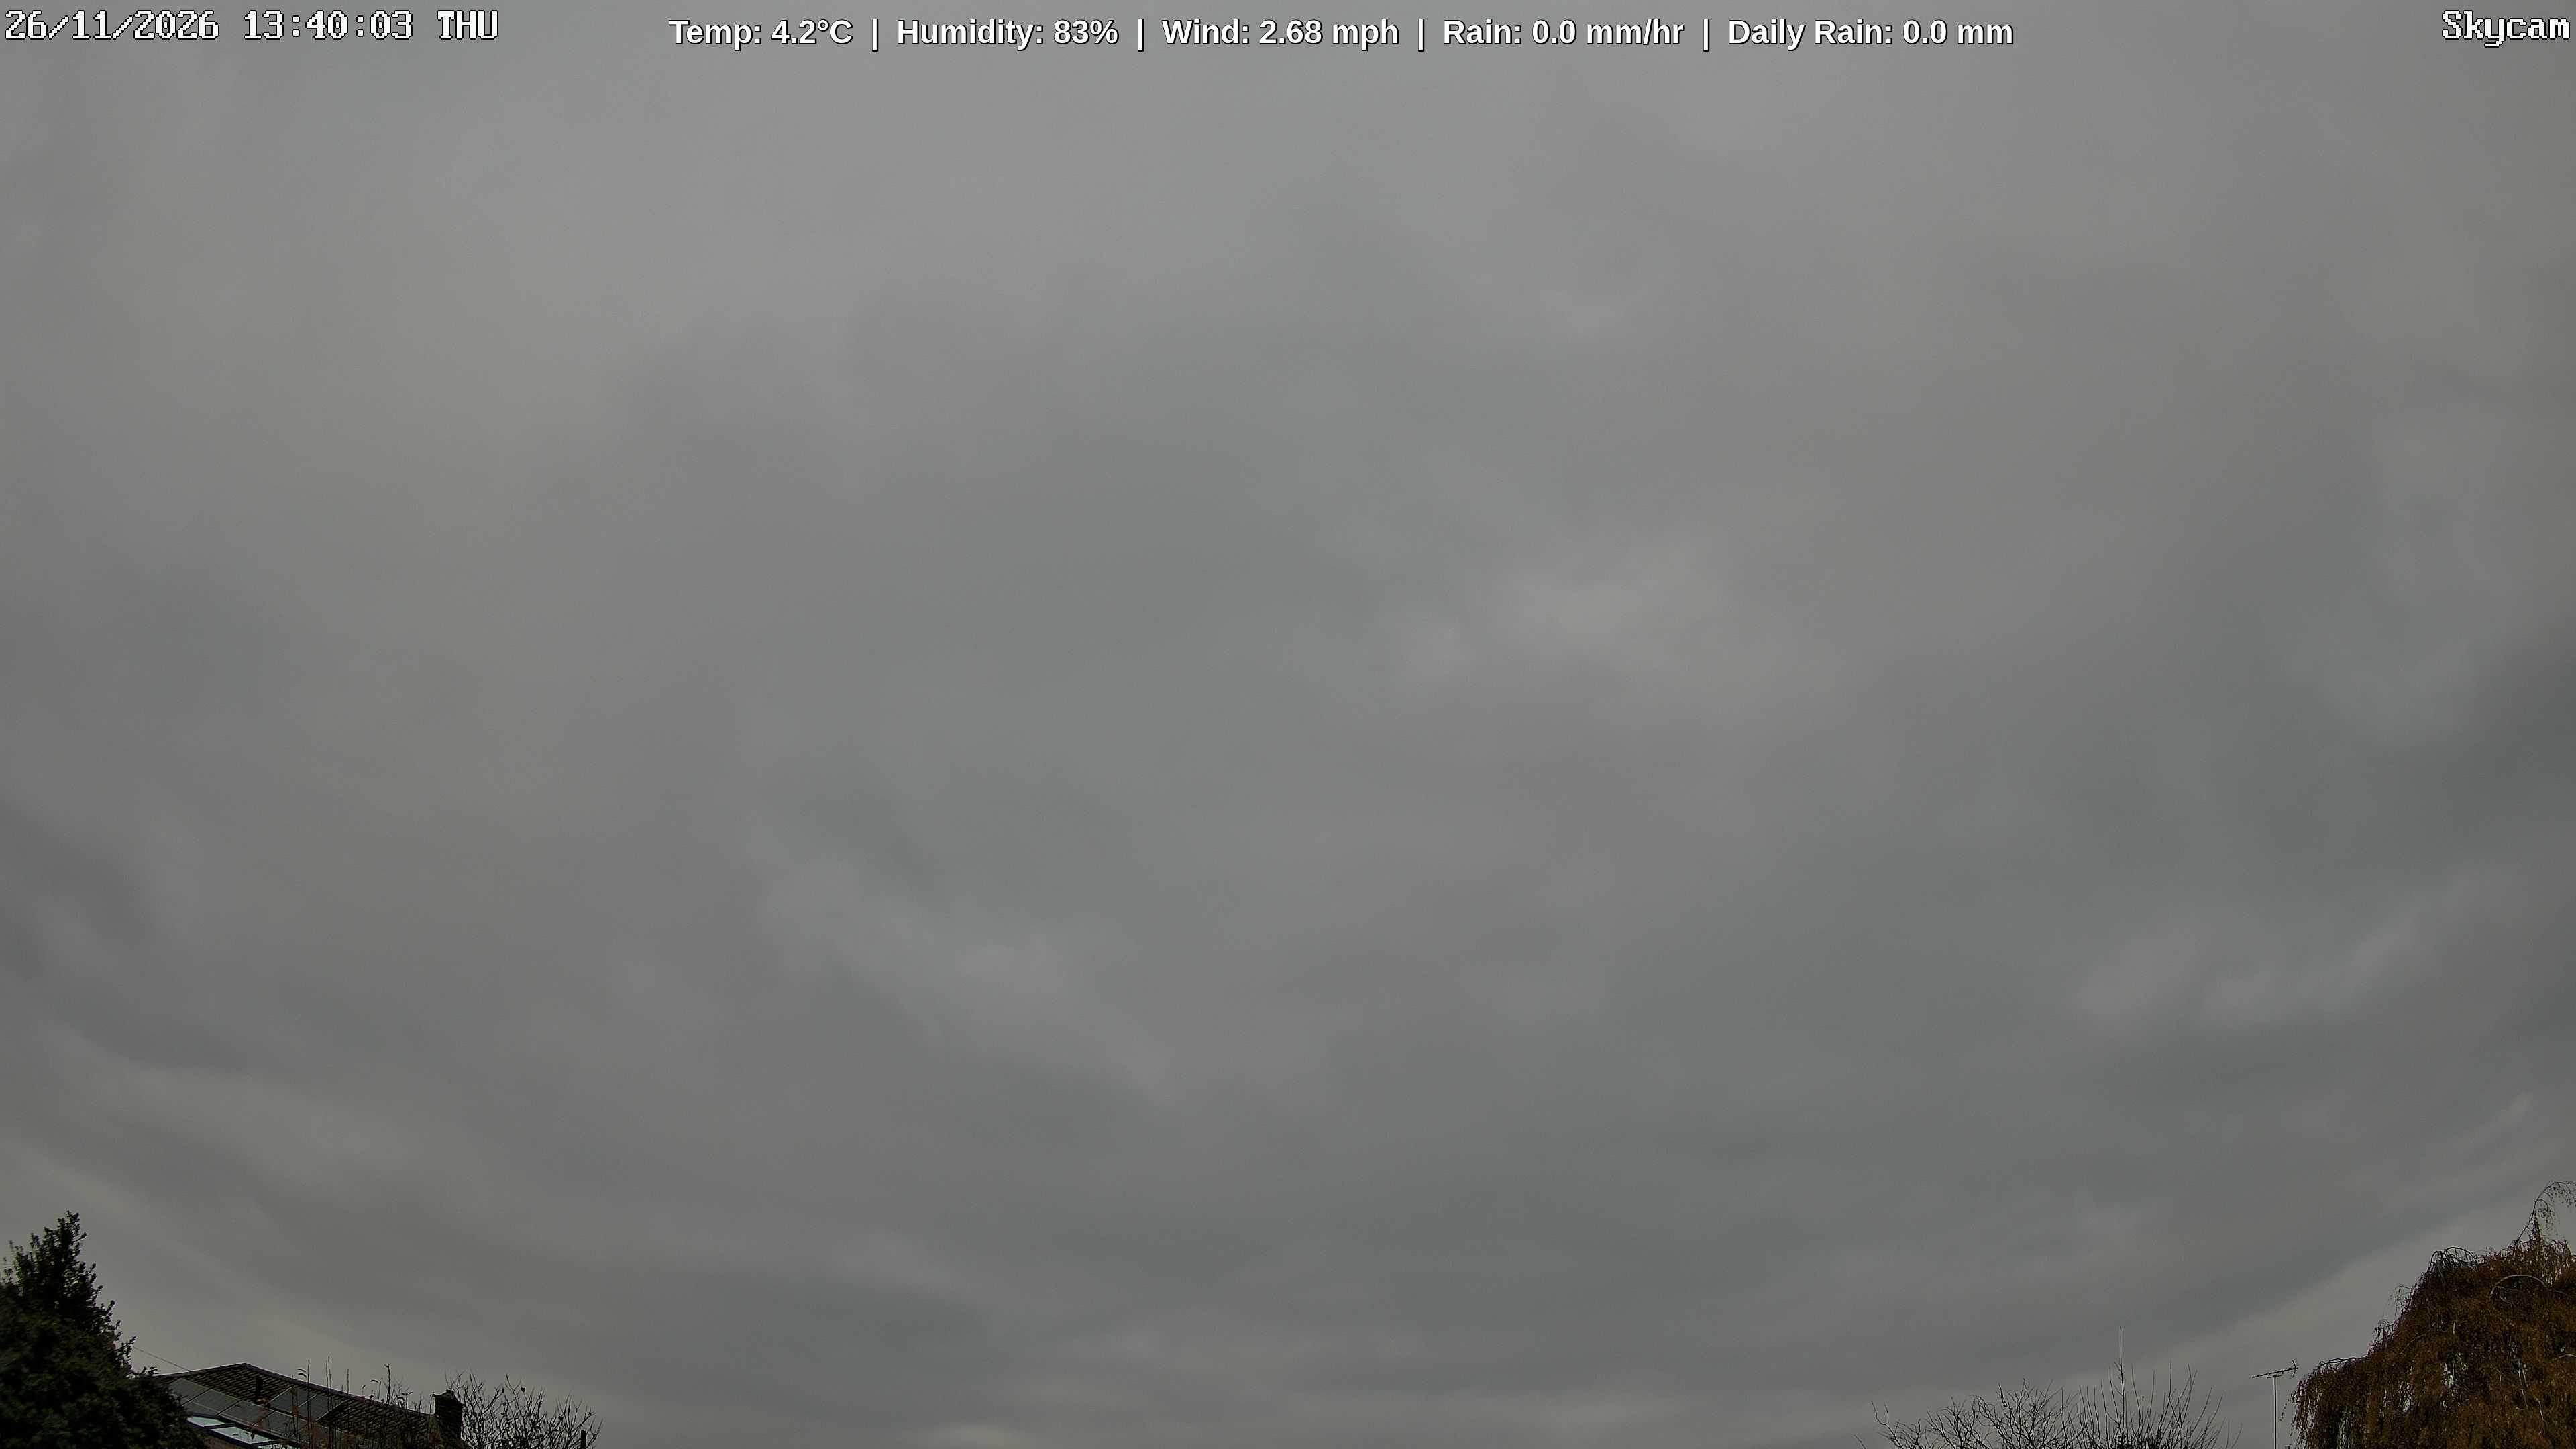 26/11/2026 13:40:03 THU
Temp: 4.2°C | Humidity: 83% | Wind: 2.68 mph | Rain: 0.0 mm/hr | Daily Rain: 0.0 mm
Skycam